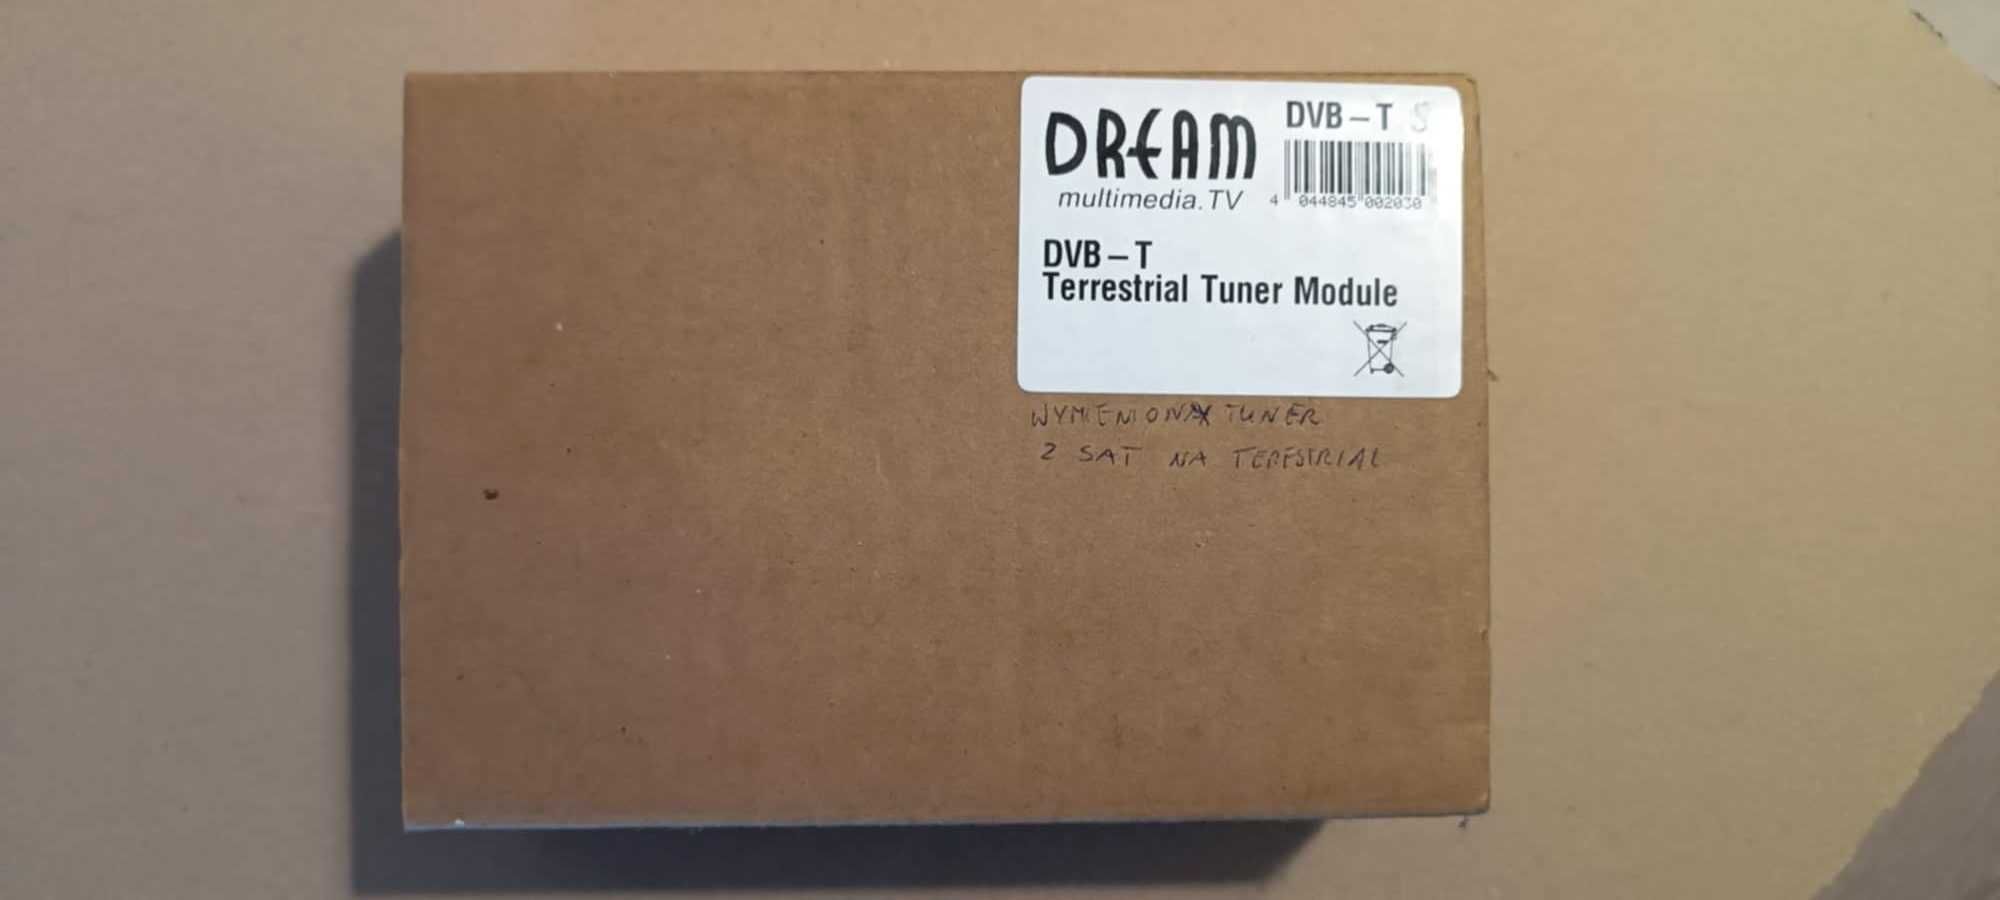 DREAM
multimedia.TV
DVB – T S
4 044845 002030
DVB – T
Terrestrial Tuner Module
WYMIENIONY TUNER
Z SAT NA TERESTRIAL